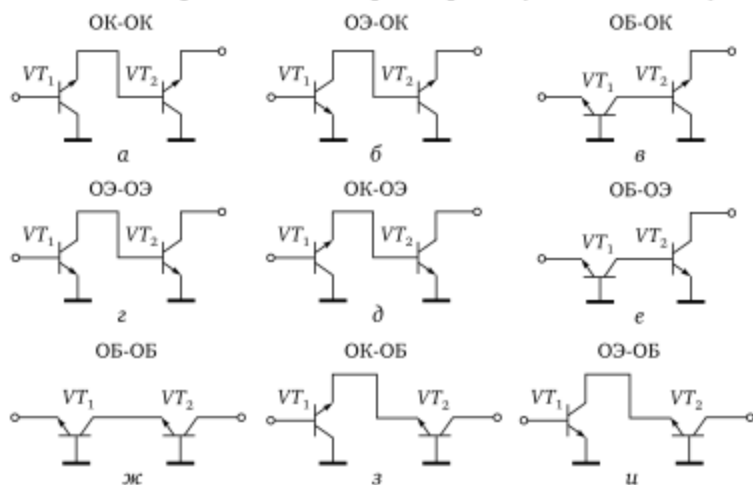 ОК-ОК ОЭ-ОК ОБ-ОК
VT₁ VT₂ VT₁ VT₂ VT₁ VT₂
а б в
ОЭ-ОЭ ОК-ОЭ ОБ-ОЭ
VT₁ VT₂ VT₁ VT₂ VT₁ VT₂
г д е
ОБ-ОБ ОК-ОБ ОЭ-ОБ
VT₁ VT₂ VT₁ VT₂ VT₁ VT₂
ж з и